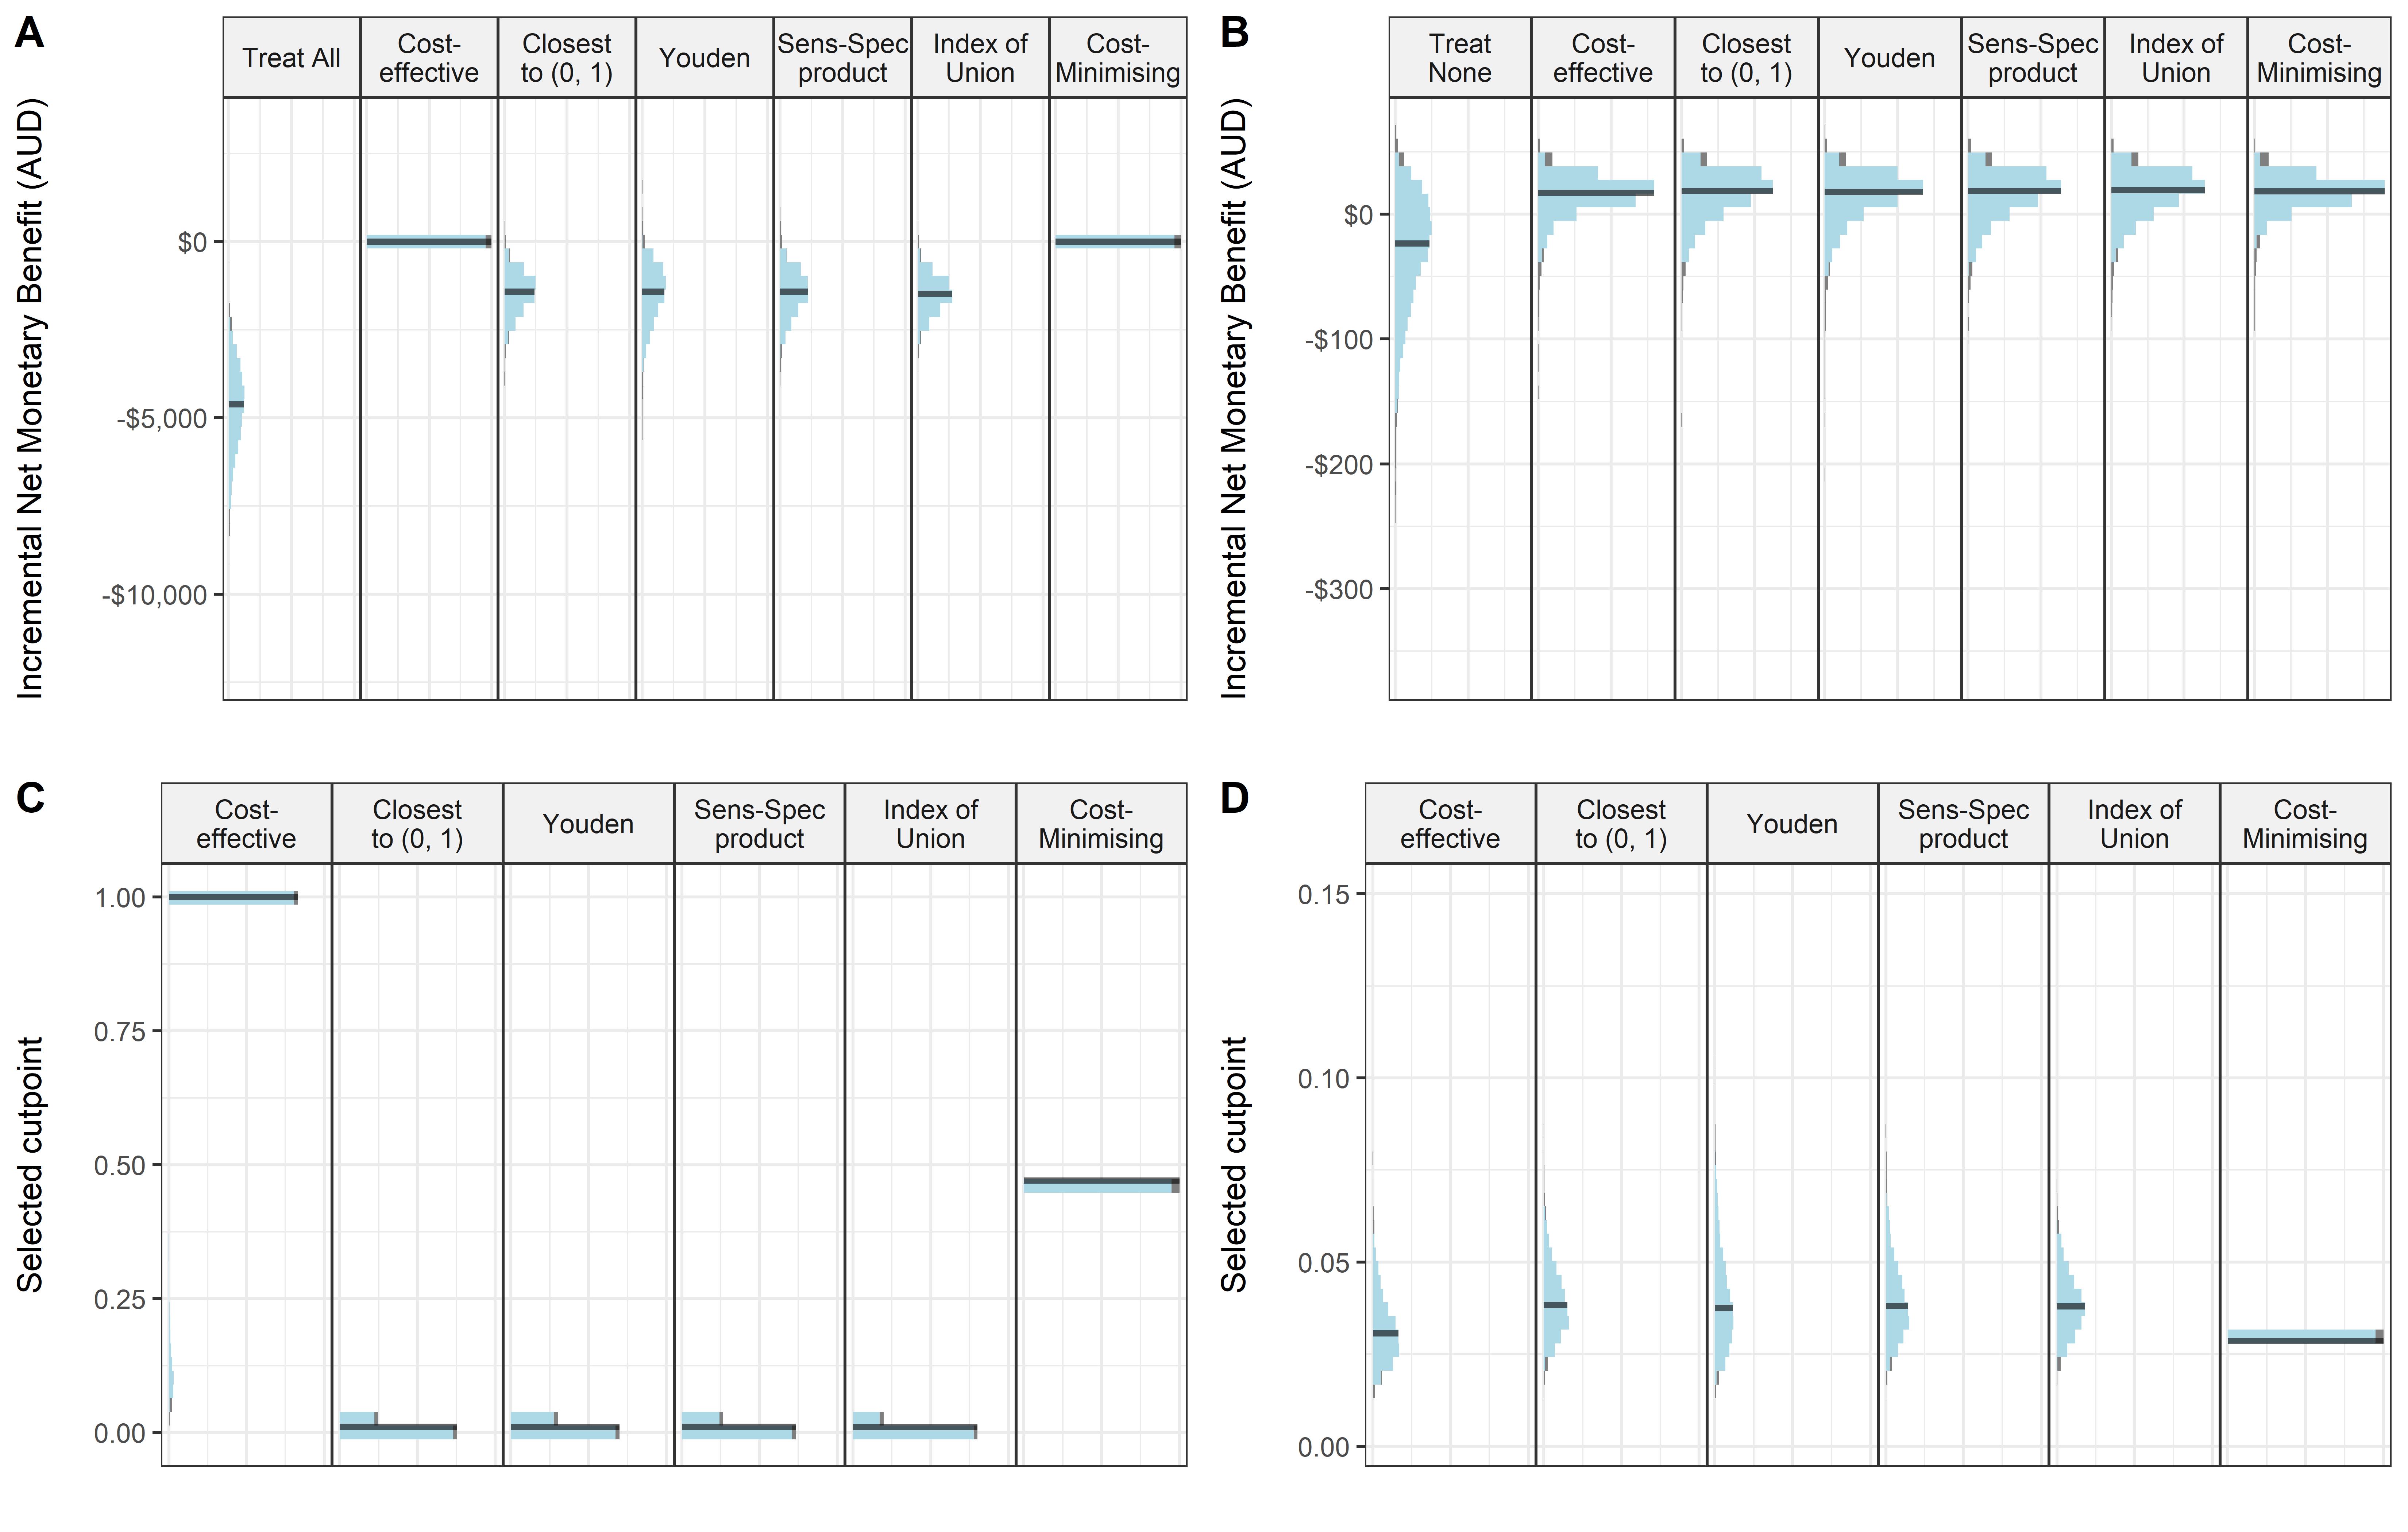 A
Treat All
Cost-
effective
Closest
to (0, 1)
Youden
Sens-Spec
product
Index of
Union
Cost-
Minimising
Incremental Net Monetary Benefit (AUD)
$0
-$5,000
-$10,000
B
Treat
None
Cost-
effective
Closest
to (0, 1)
Youden
Sens-Spec
product
Index of
Union
Cost-
Minimising
Incremental Net Monetary Benefit (AUD)
$0
-$100
-$200
-$300
C
Cost-
effective
Closest
to (0, 1)
Youden
Sens-Spec
product
Index of
Union
Cost-
Minimising
Selected cutpoint
1.00
0.75
0.50
0.25
0.00
D
Cost-
effective
Closest
to (0, 1)
Youden
Sens-Spec
product
Index of
Union
Cost-
Minimising
Selected cutpoint
0.15
0.10
0.05
0.00